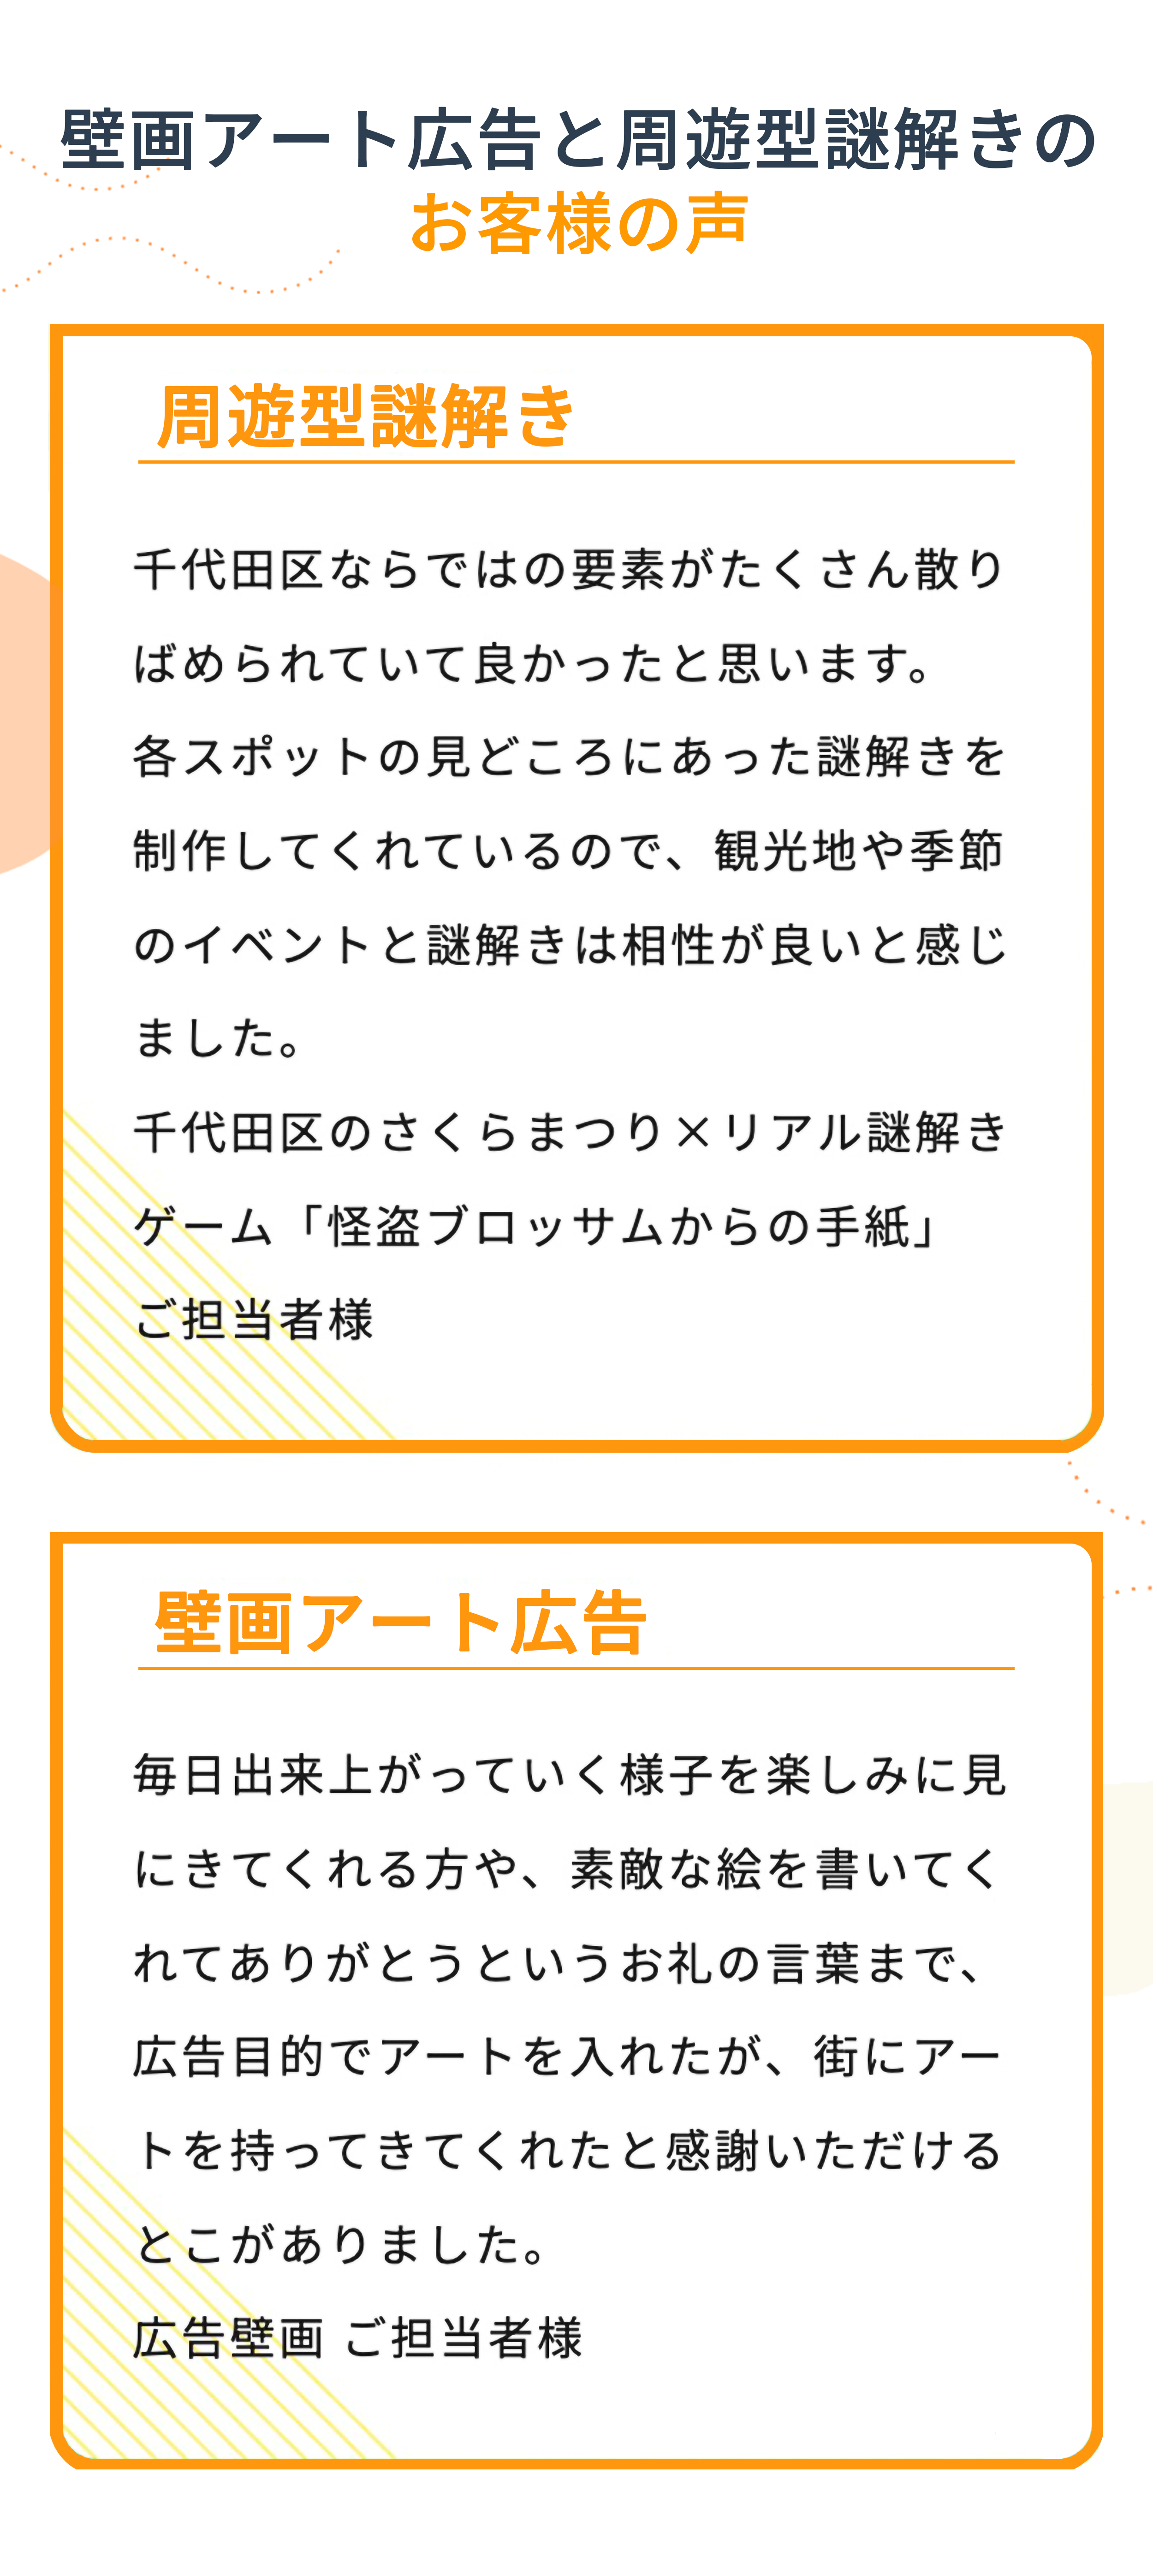 壁画アート広告と周遊型謎解きの
お客様の声
周遊型謎解き
千代田区ならではの要素がたくさん散り
ばめられていて良かったと思います。
各スポットの見どころにあった謎解きを
制作してくれているので、観光地や季節
のイベントと謎解きは相性が良いと感じ
ました。
千代田区のさくらまつり×リアル謎解き
ゲーム「怪盗ブロッサムからの手紙」
ご担当者様
壁画アート広告
毎日出来上がっていく様子を楽しみに見
にきてくれる方や、素敵な絵を書いてく
れてありがとうというお礼の言葉まで、
広告目的でアートを入れたが、街にアー
トを持ってきてくれたと感謝いただける
とこがありました。
広告壁画 ご担当者様